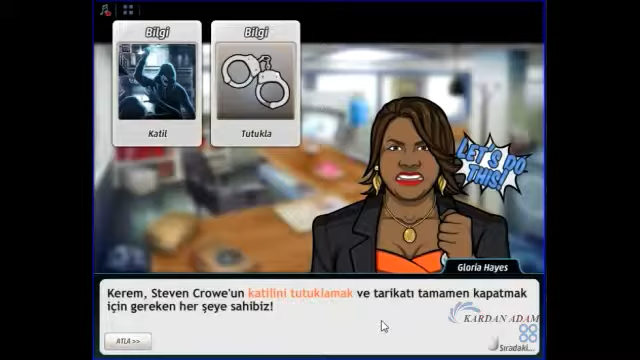 Bilgi
Bilgi
Katil
Tutukla
LET'S DO
THIS!
Gloria Hayes
Kerem, Steven Crowe'un katilini tutuklamak ve tarikatı tamamen kapatmak
için gereken her şeye sahibiz!
KARDAN ADAM
ATLA >>
Sıradaki...